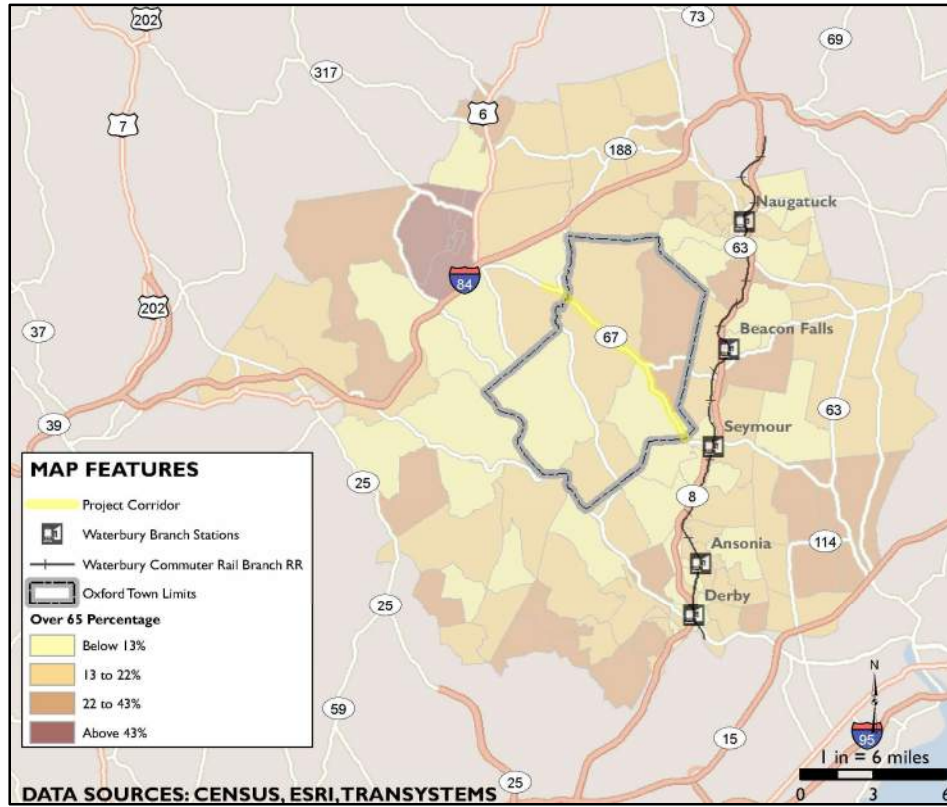 202
73
69
317
6
7
188
Naugatuck
63
84
202
37
67
Beacon Falls
63
39
Seymour
MAP FEATURES
Project Corridor
Waterbury Branch Stations
Waterbury Commuter Rail Branch RR
Oxford Town Limits
Over 65 Percentage
Below 13%
13 to 22%
22 to 43%
Above 43%
25
8
114
Ansonia
25
Derby
59
N
95
15
1 in = 6 miles
25
0 3 6
DATA SOURCES: CENSUS, ESRI, TRANSYSTEMS